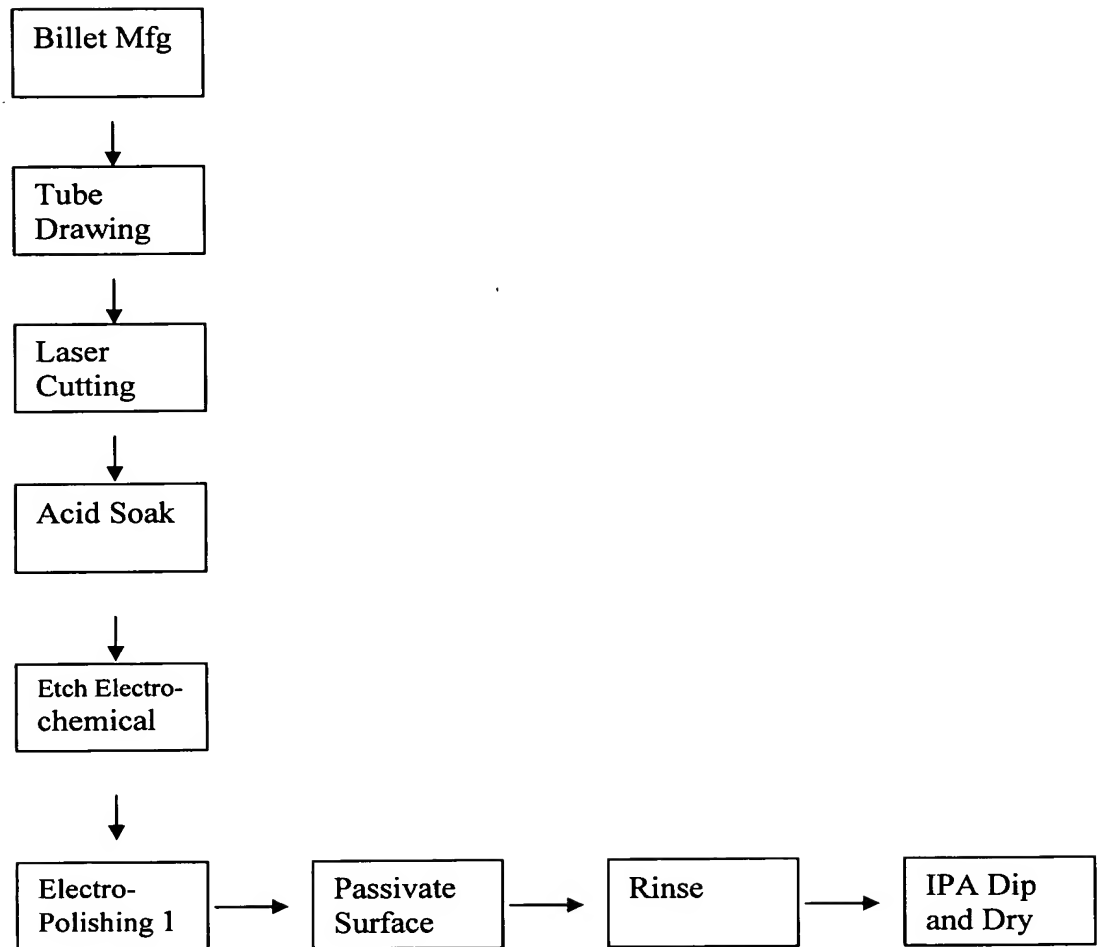 Billet Mfg
Tube
Drawing
Laser
Cutting
Acid Soak
Etch Electro-
chemical
Electro-
Polishing 1
Passivate
Surface
Rinse
IPA Dip
and Dry